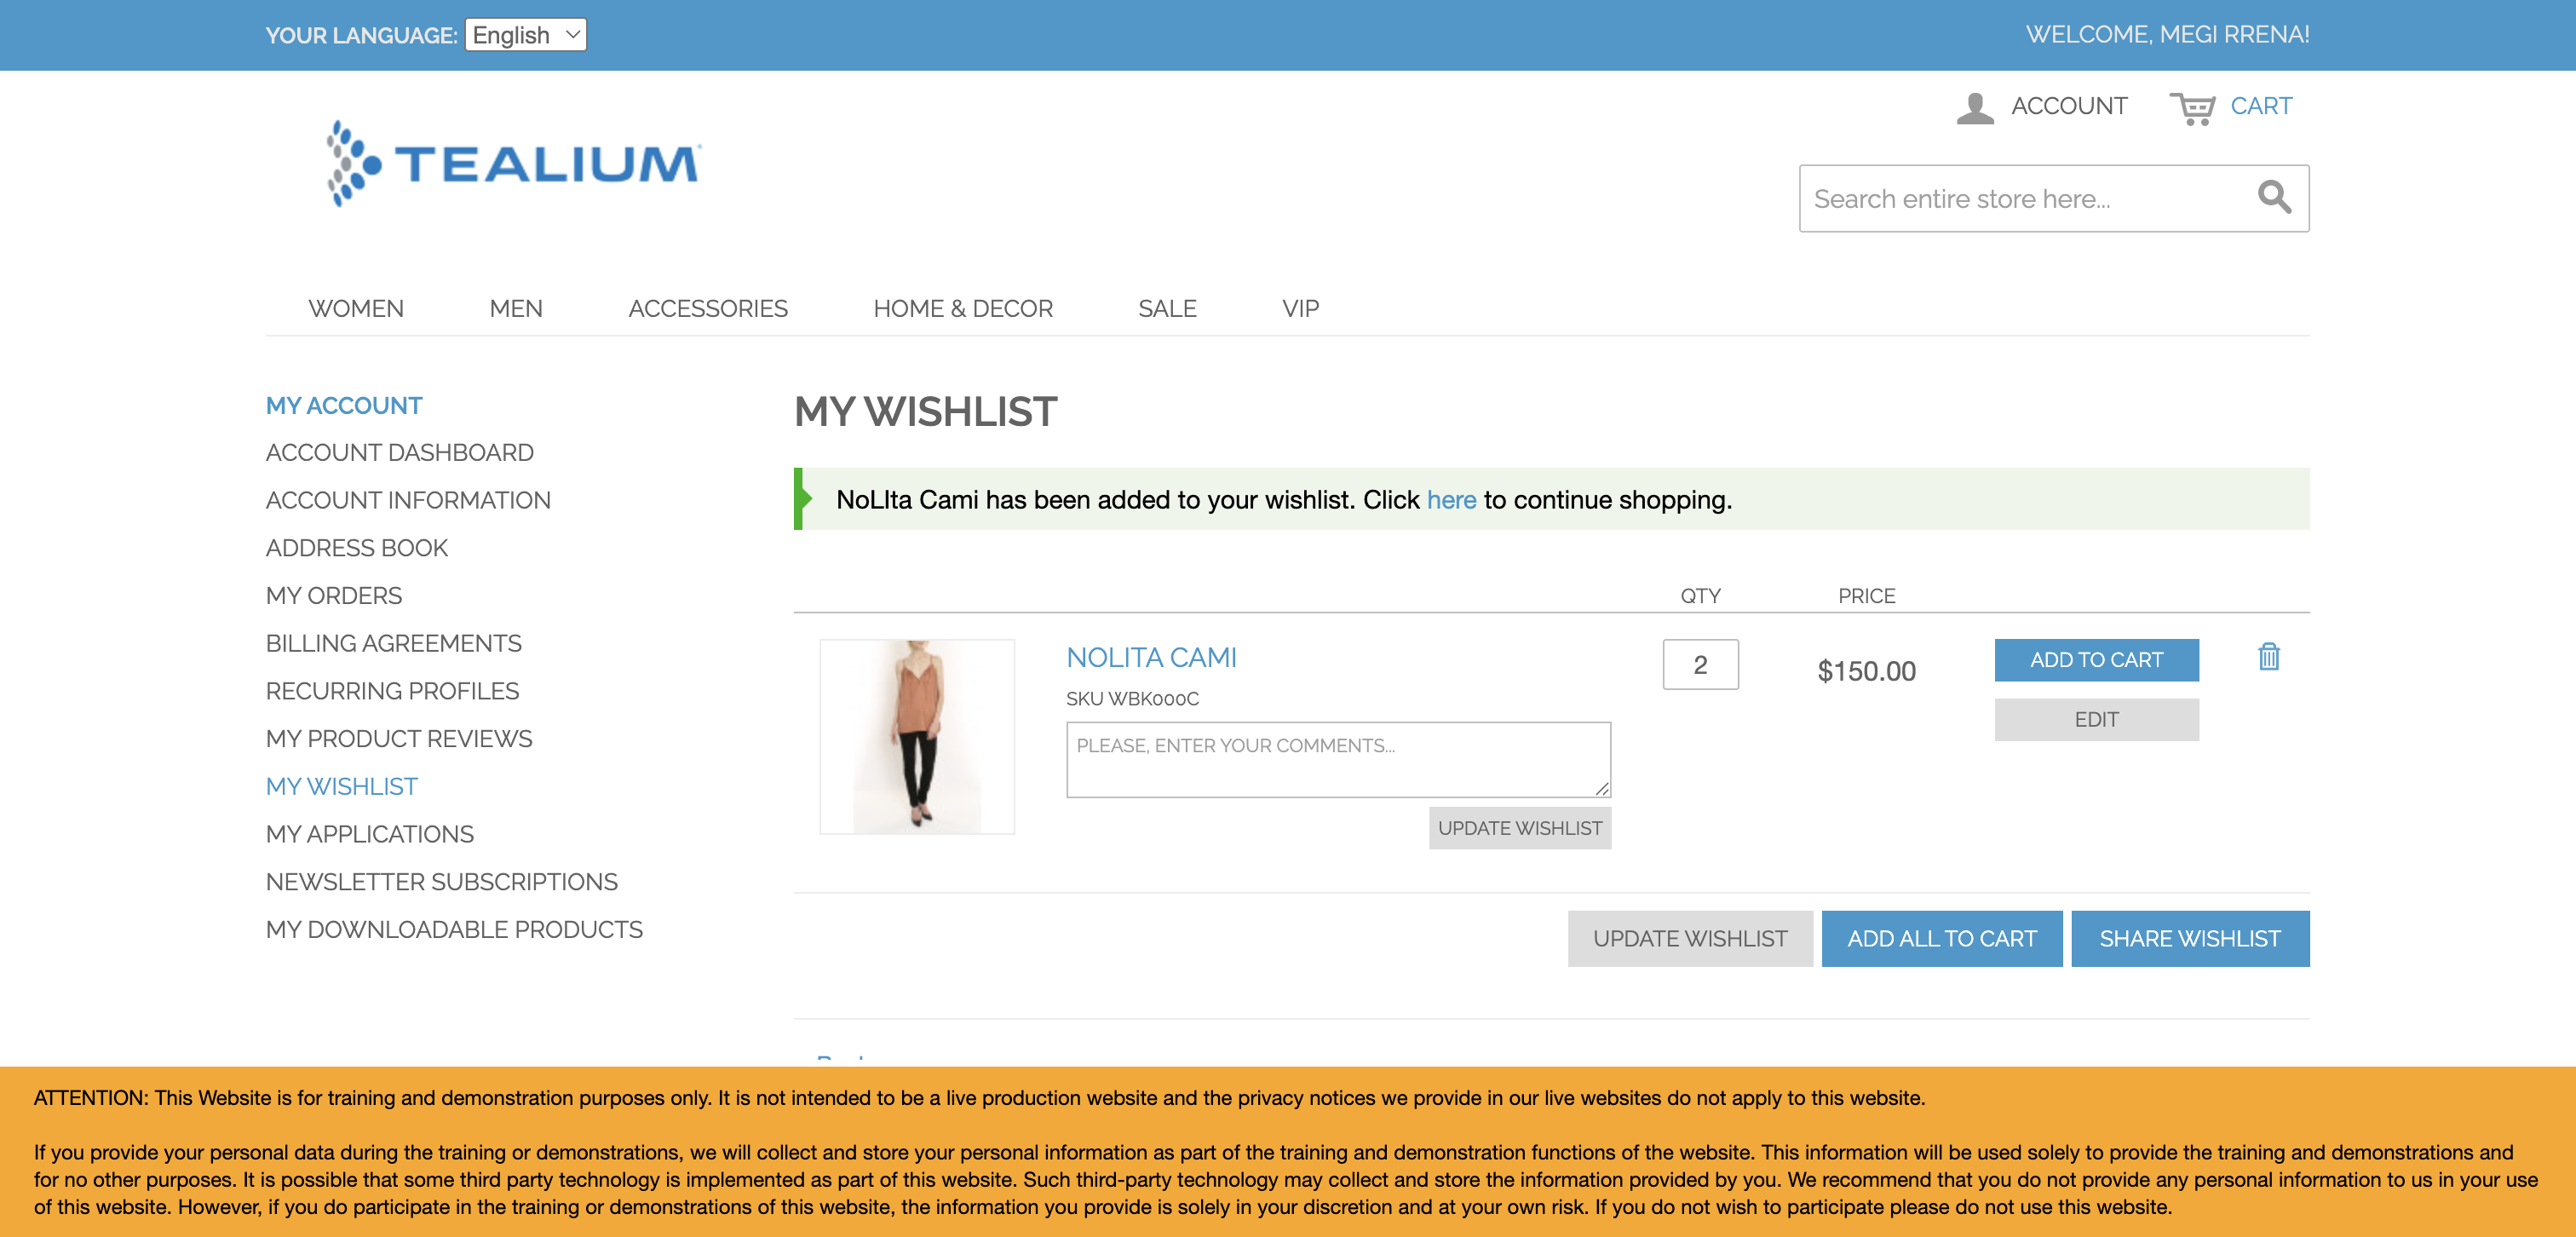 YOUR LANGUAGE: English
WELCOME, MEGI RRENA!
ACCOUNT
CART
TEALIUM
Search entire store here...
WOMEN MEN ACCESSORIES HOME & DECOR SALE VIP
MY ACCOUNT
ACCOUNT DASHBOARD
ACCOUNT INFORMATION
ADDRESS BOOK
MY ORDERS
BILLING AGREEMENTS
RECURRING PROFILES
MY PRODUCT REVIEWS
MY WISHLIST
MY APPLICATIONS
NEWSLETTER SUBSCRIPTIONS
MY DOWNLOADABLE PRODUCTS
MY WISHLIST
NoLIta Cami has been added to your wishlist. Click here to continue shopping.
QTY PRICE
NOLITA CAMI
SKU WBK000C
PLEASE, ENTER YOUR COMMENTS...
UPDATE WISHLIST
2
$150.00
ADD TO CART
EDIT
UPDATE WISHLIST ADD ALL TO CART SHARE WISHLIST
ATTENTION: This Website is for training and demonstration purposes only. It is not intended to be a live production website and the privacy notices we provide in our live websites do not apply to this website.
If you provide your personal data during the training or demonstrations, we will collect and store your personal information as part of the training and demonstration functions of the website. This information will be used solely to provide the training and demonstrations and
for no other purposes. It is possible that some third party technology is implemented as part of this website. Such third-party technology may collect and store the information provided by you. We recommend that you do not provide any personal information to us in your use
of this website. However, if you do participate in the training or demonstrations of this website, the information you provide is solely in your discretion and at your own risk. If you do not wish to participate please do not use this website.